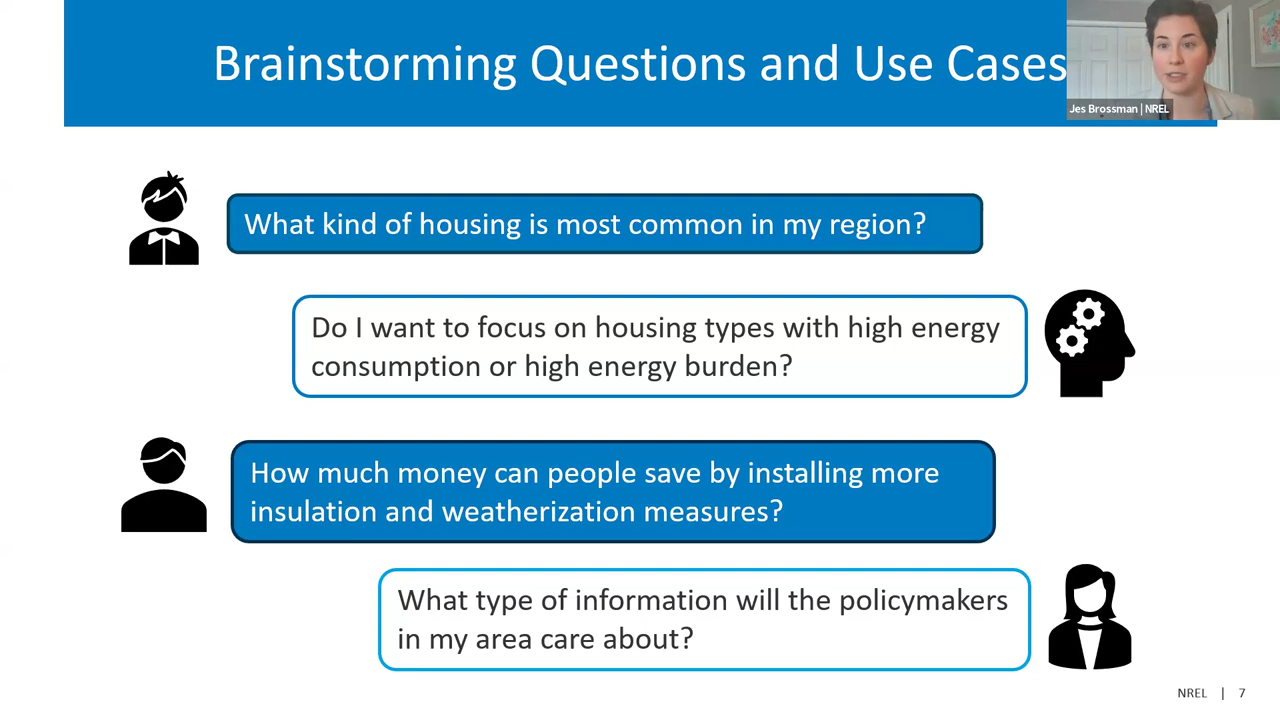 Brainstorming Questions and Use Cases
Jes Brossman | NREL
What kind of housing is most common in my region?
Do I want to focus on housing types with high energy
consumption or high energy burden?
How much money can people save by installing more
insulation and weatherization measures?
What type of information will the policymakers
in my area care about?
NREL | 7